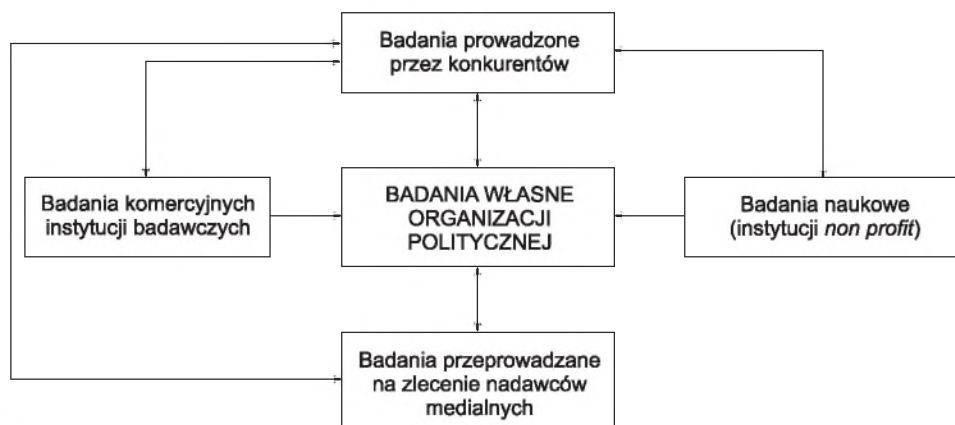 Badania prowadzone
przez konkurentów
Badania komercyjnych
instytucji badawczych
BADANIA WŁASNE
ORGANIZACJI
POLITYCZNEJ
Badania naukowe
(instytucji non profit)
Badania przeprowadzane
na zlecenie nadawców
medialnych